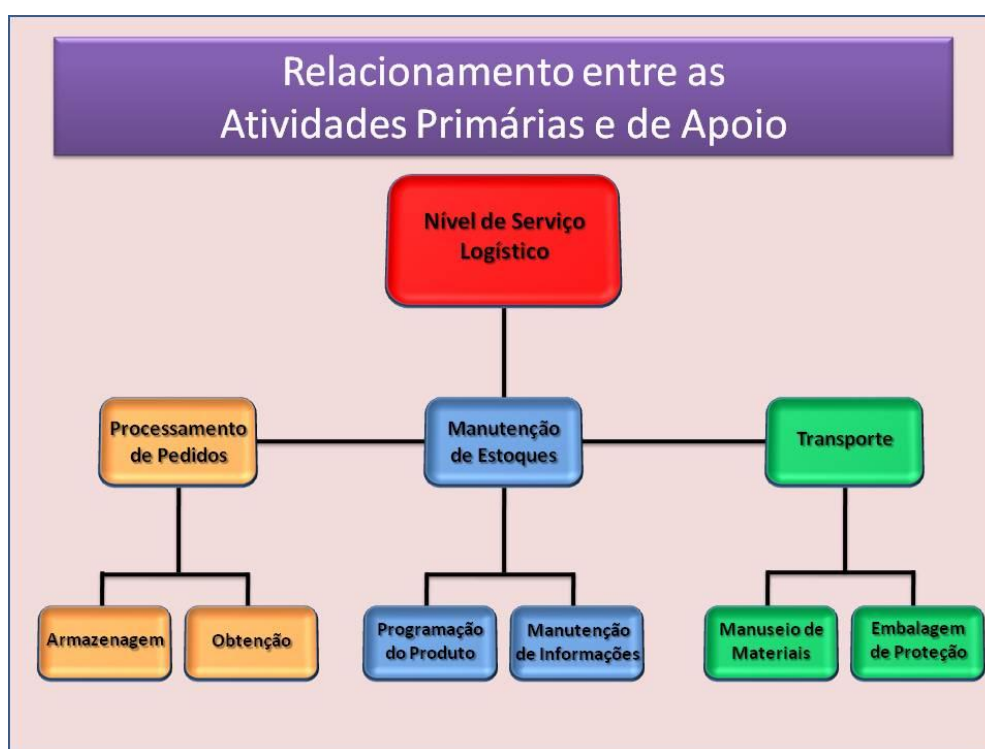 Relacionamento entre as
Atividades Primárias e de Apoio
Nível de Serviço
Logístico
Processamento
de Pedidos
Manutenção
de Estoques
Transporte
Armazenagem
Obtenção
Programação
do Produto
Manutenção
de Informações
Manuseio de
Materiais
Embalagem
de Proteção